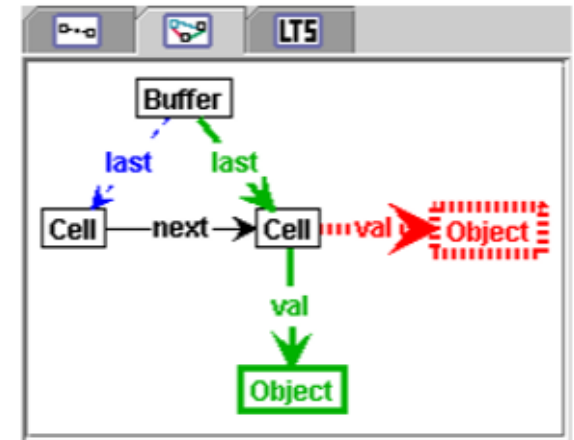 LTS
Buffer
last last
Cell next Cell val Object
val
Object